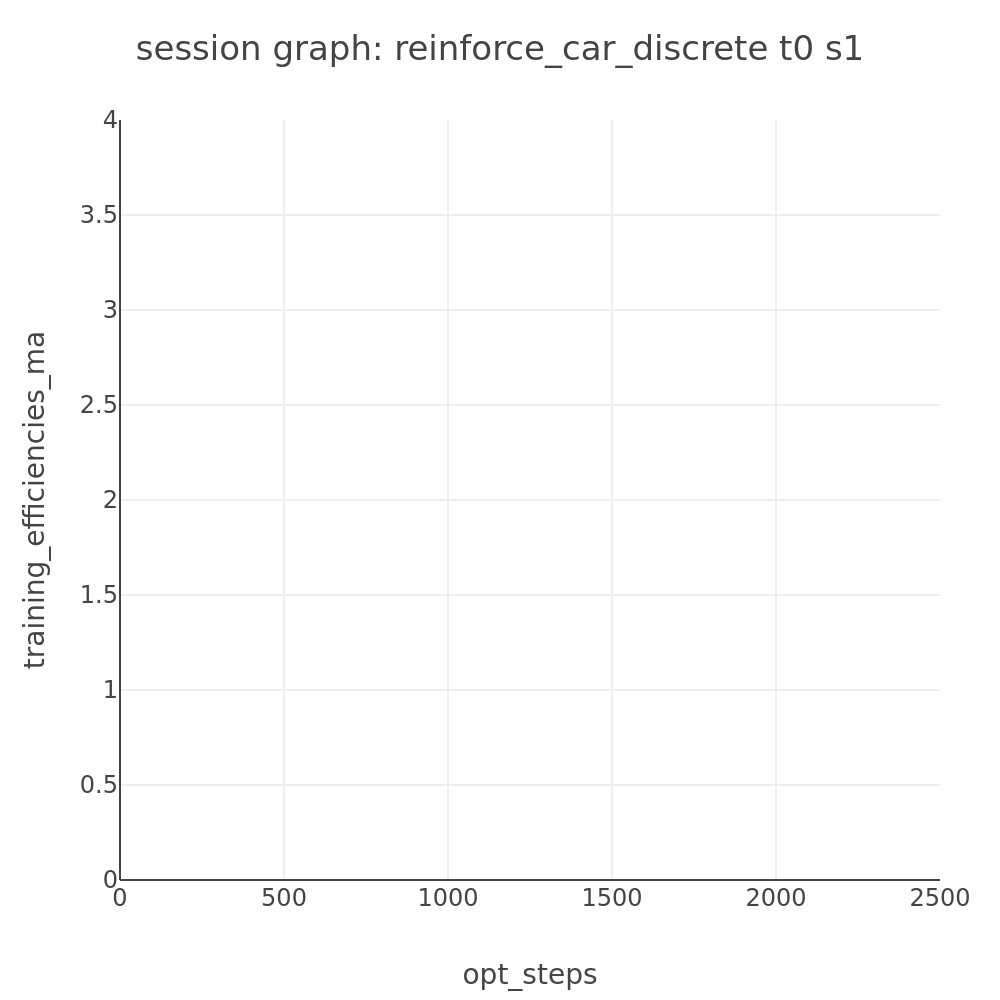 session graph: reinforce_car_discrete t0 s1
training_efficiencies_ma
4
3.5
3
2.5
2
1.5
1
0.5
0
0 500 1000 1500 2000 2500
opt_steps